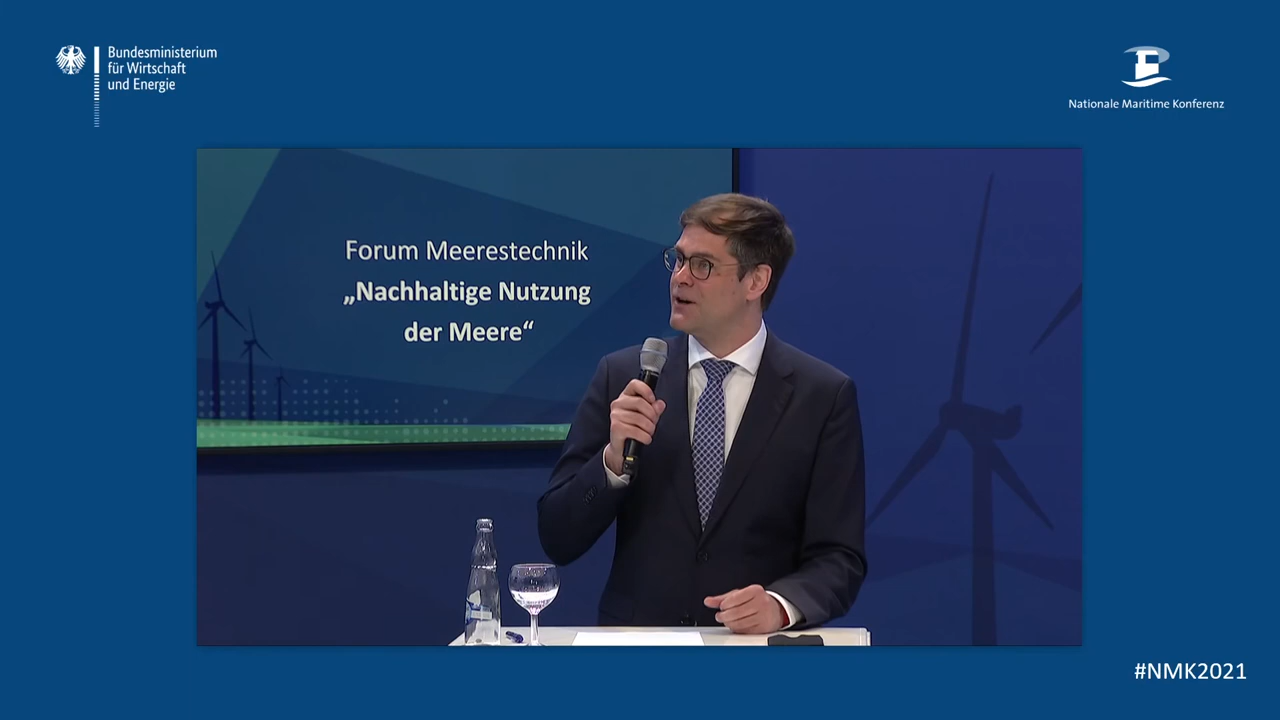 Bundesministerium
für Wirtschaft
und Energie
Nationale Maritime Konferenz
Forum Meerestechnik
„Nachhaltige Nutzung
der Meere“
#NMK2021